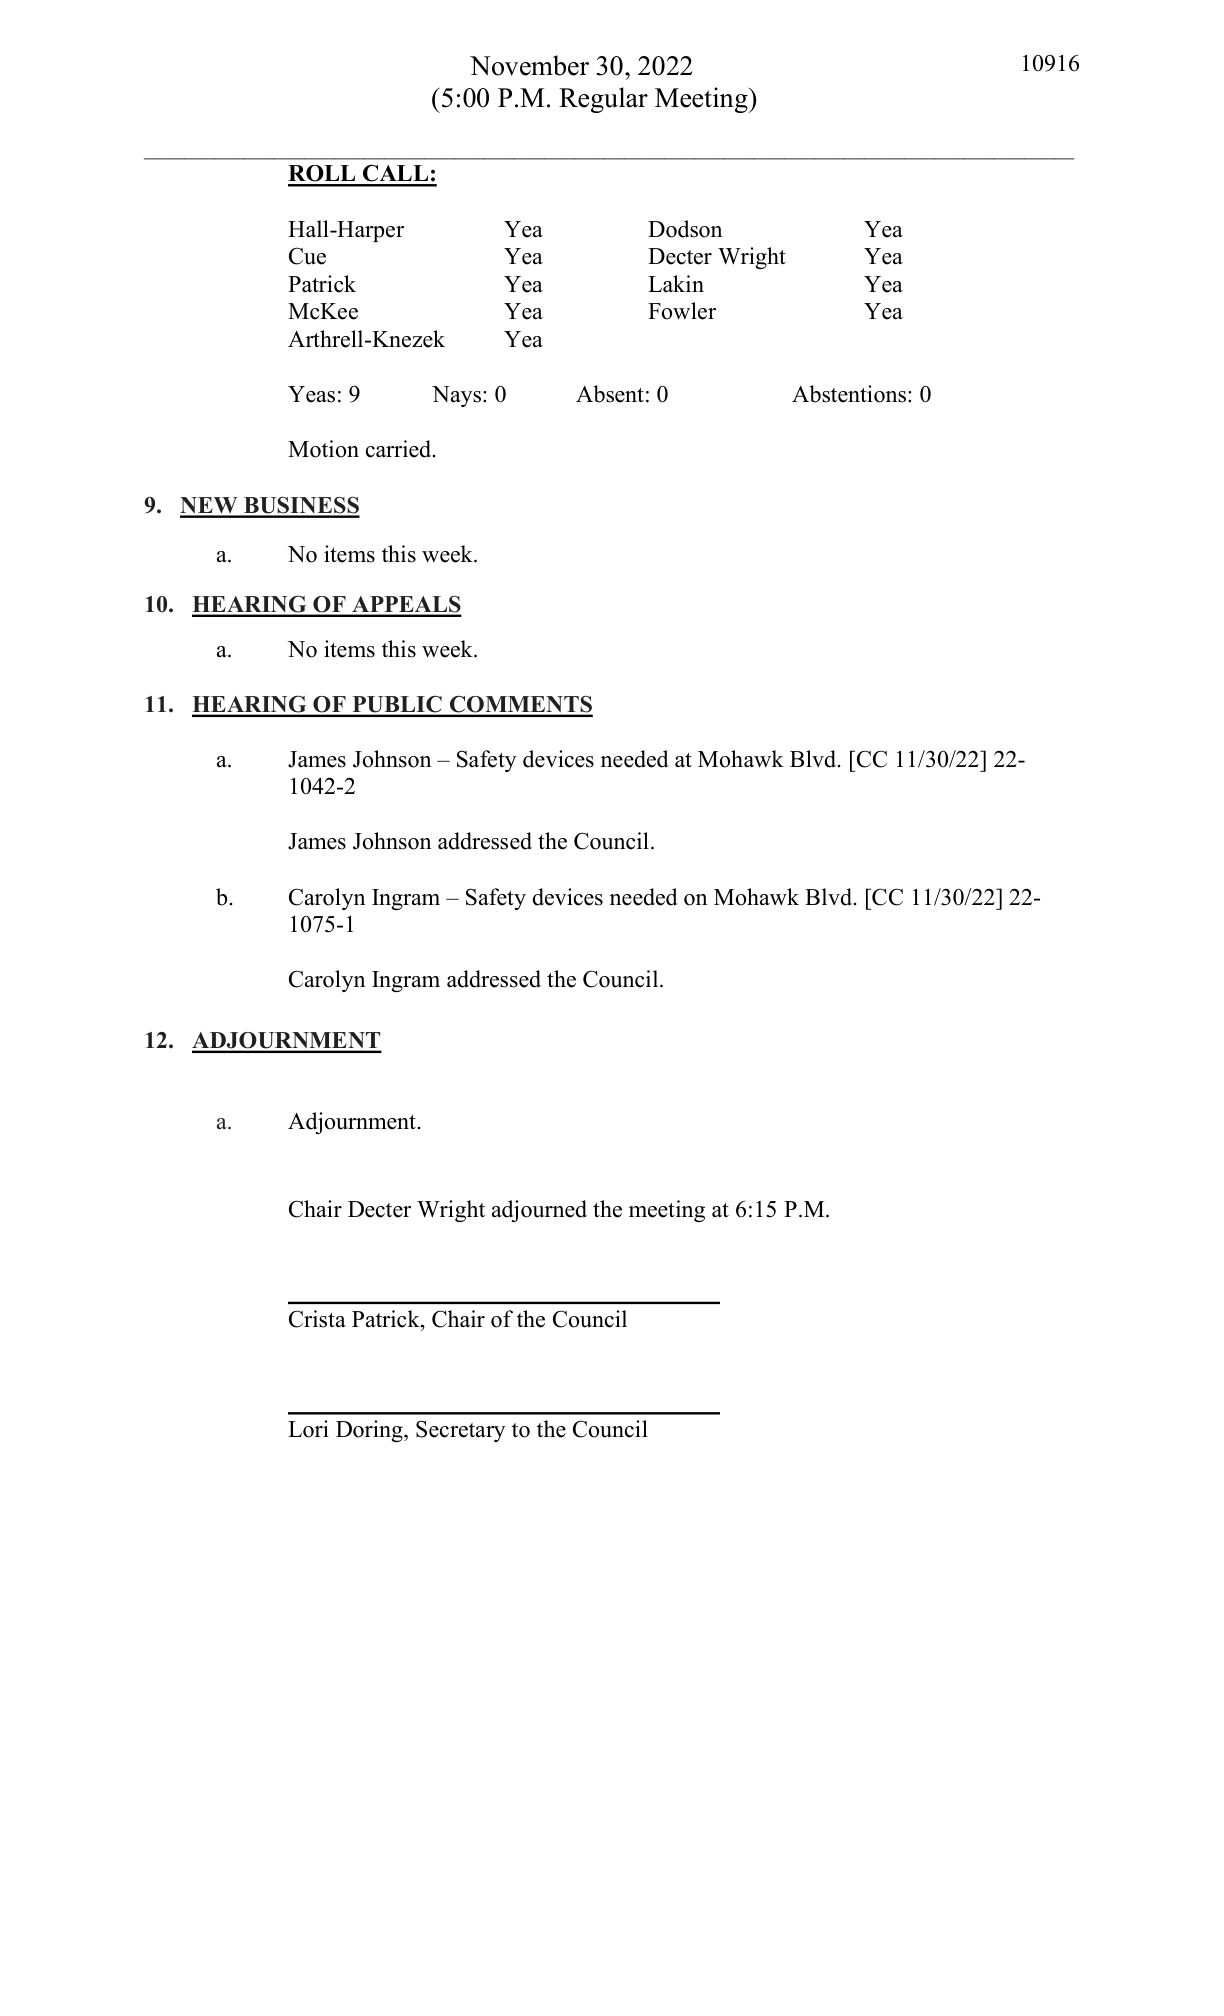 November 30, 2022
10916
(5:00 P.M. Regular Meeting)
ROLL CALL:
Hall-Harper Yea Dodson Yea
Cue Yea Decter Wright Yea
Patrick Yea Lakin Yea
McKee Yea Fowler Yea
Arthrell-Knezek Yea
Yeas: 9 Nays: 0 Absent: 0 Abstentions: 0
Motion carried.
9. NEW BUSINESS
a. No items this week.
10. HEARING OF APPEALS
a. No items this week.
11. HEARING OF PUBLIC COMMENTS
a. James Johnson – Safety devices needed at Mohawk Blvd. [CC 11/30/22] 22-
1042-2
James Johnson addressed the Council.
b. Carolyn Ingram – Safety devices needed on Mohawk Blvd. [CC 11/30/22] 22-
1075-1
Carolyn Ingram addressed the Council.
12. ADJOURNMENT
a. Adjournment.
Chair Decter Wright adjourned the meeting at 6:15 P.M.
Crista Patrick, Chair of the Council
Lori Doring, Secretary to the Council